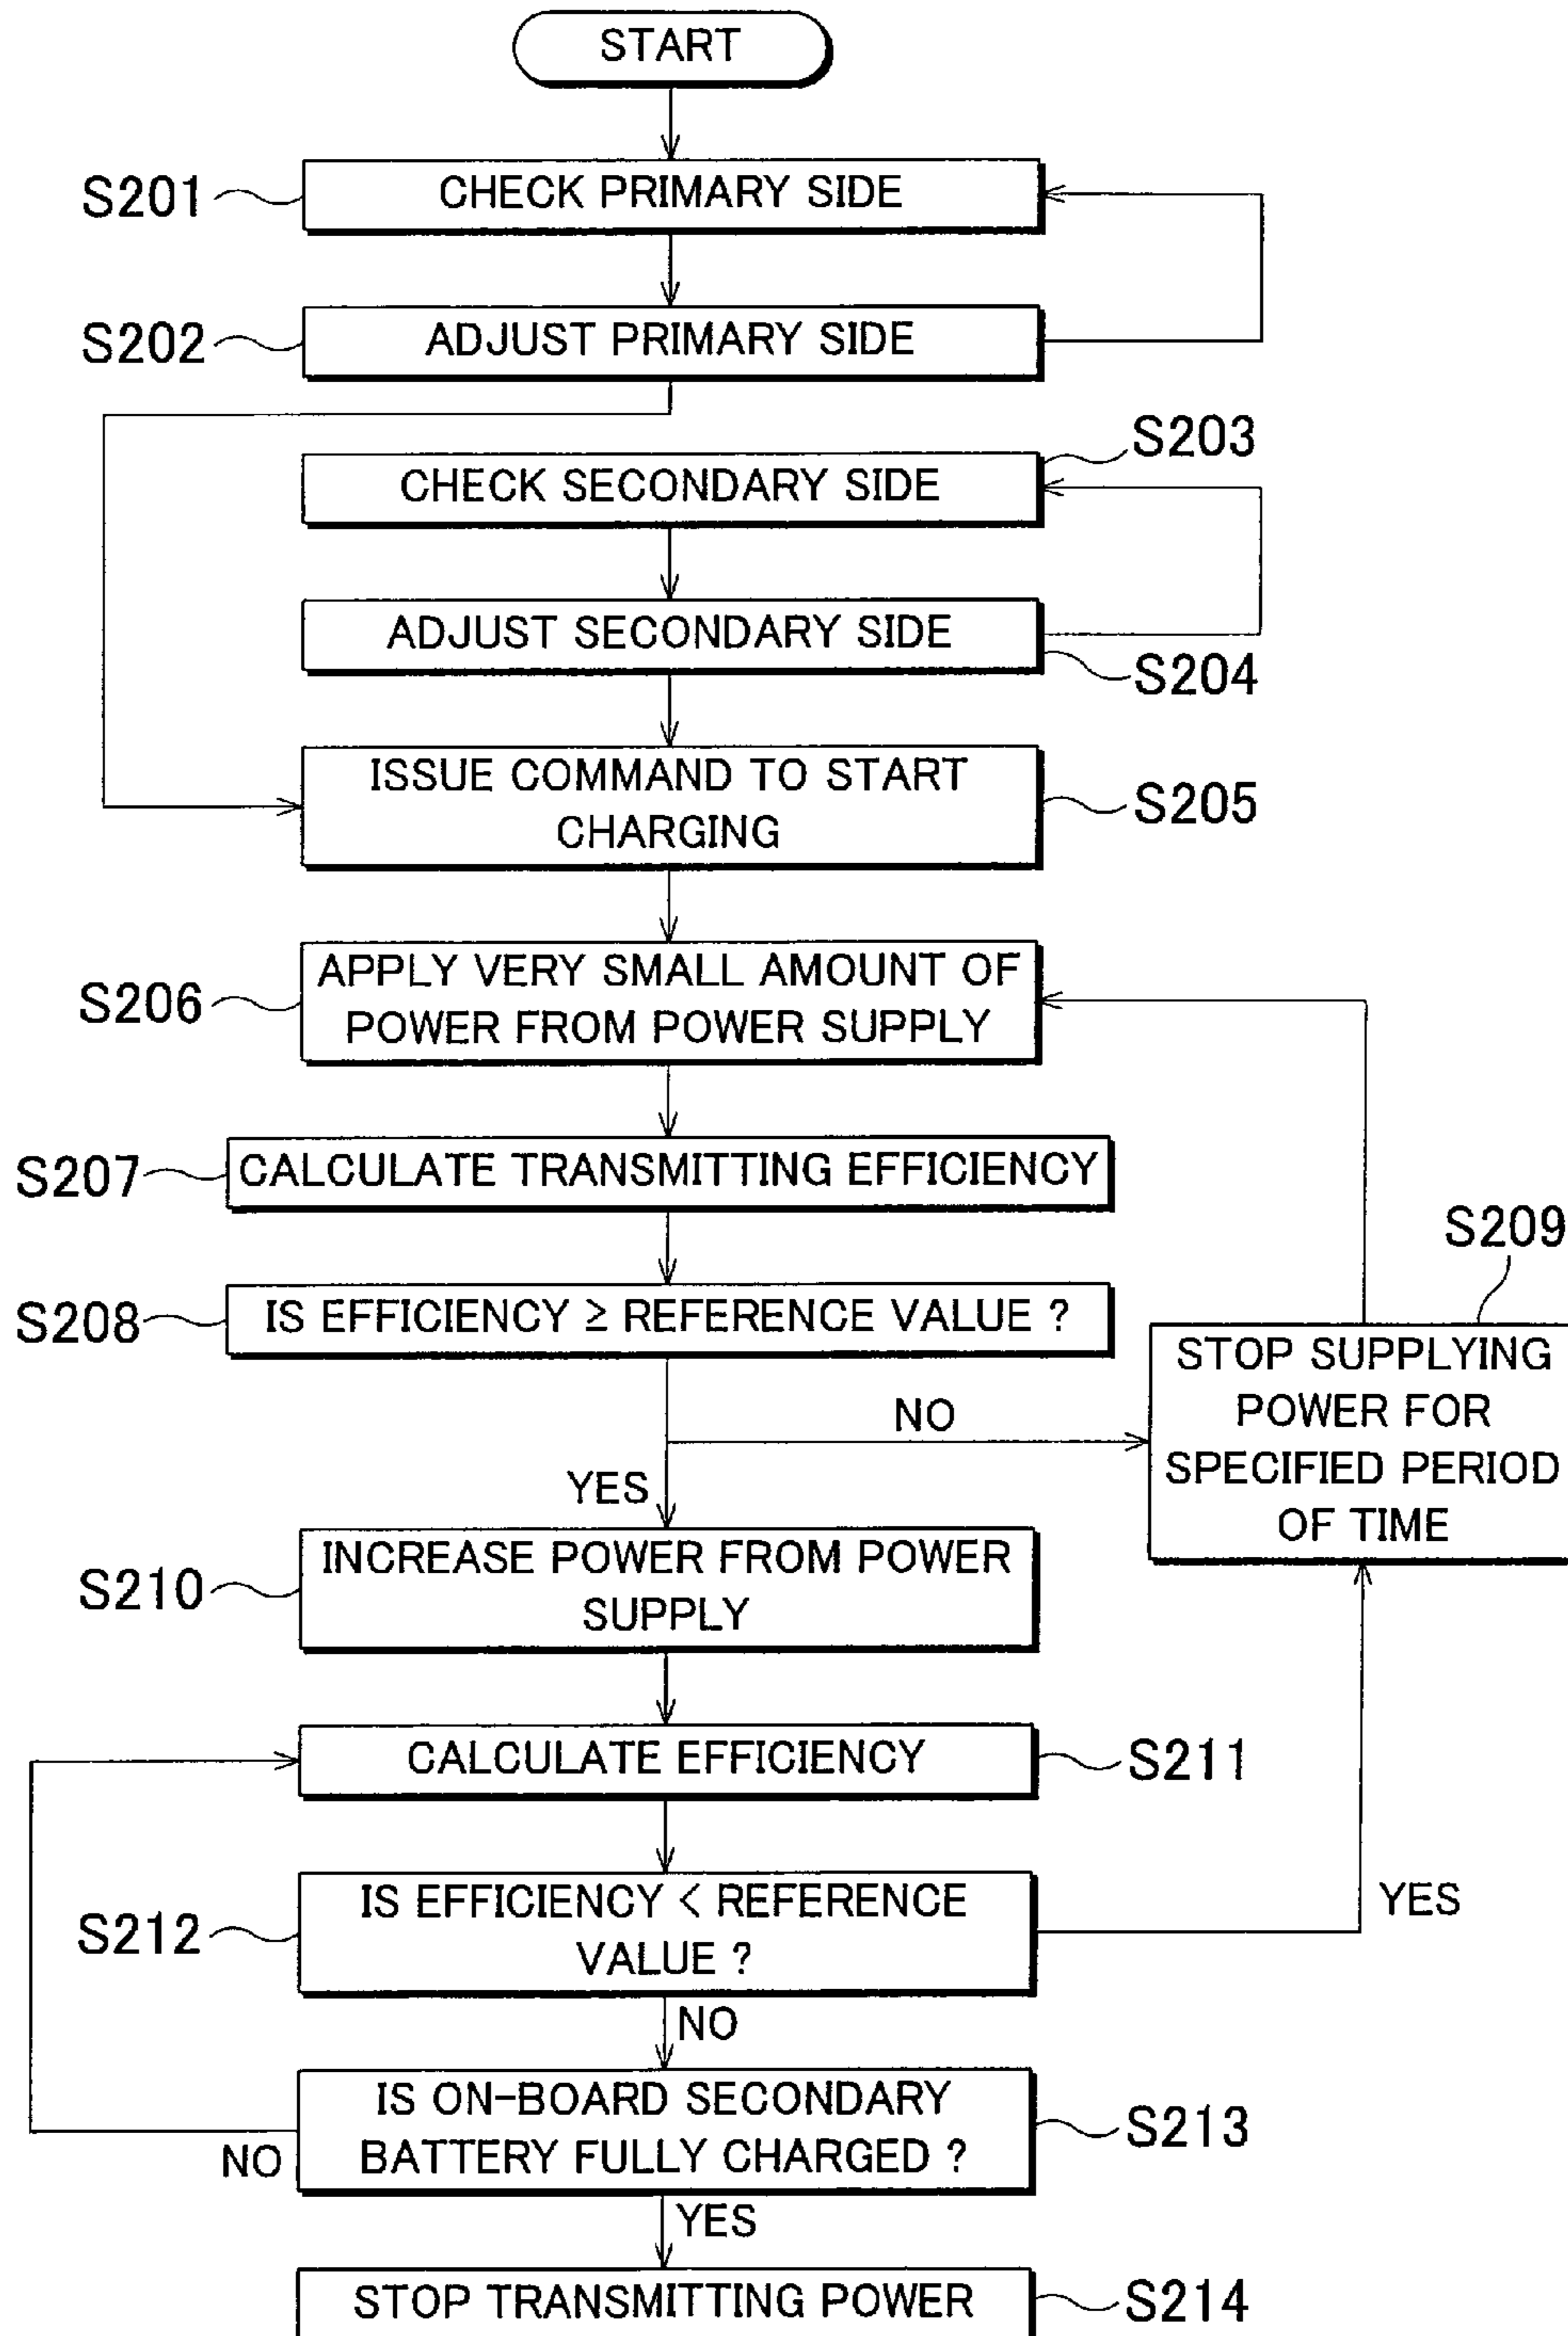 START
S201
CHECK PRIMARY SIDE
S202
ADJUST PRIMARY SIDE
S203
CHECK SECONDARY SIDE
ADJUST SECONDARY SIDE
S204
ISSUE COMMAND TO START
CHARGING
S205
S206
APPLY VERY SMALL AMOUNT OF
POWER FROM POWER SUPPLY
S207
CALCULATE TRANSMITTING EFFICIENCY
S208
IS EFFICIENCY ≥ REFERENCE VALUE ?
S209
STOP SUPPLYING
POWER FOR
SPECIFIED PERIOD
OF TIME
NO
YES
S210
INCREASE POWER FROM POWER
SUPPLY
CALCULATE EFFICIENCY
S211
S212
IS EFFICIENCY < REFERENCE
VALUE ?
YES
NO
IS ON-BOARD SECONDARY
BATTERY FULLY CHARGED ?
S213
NO
YES
STOP TRANSMITTING POWER
S214